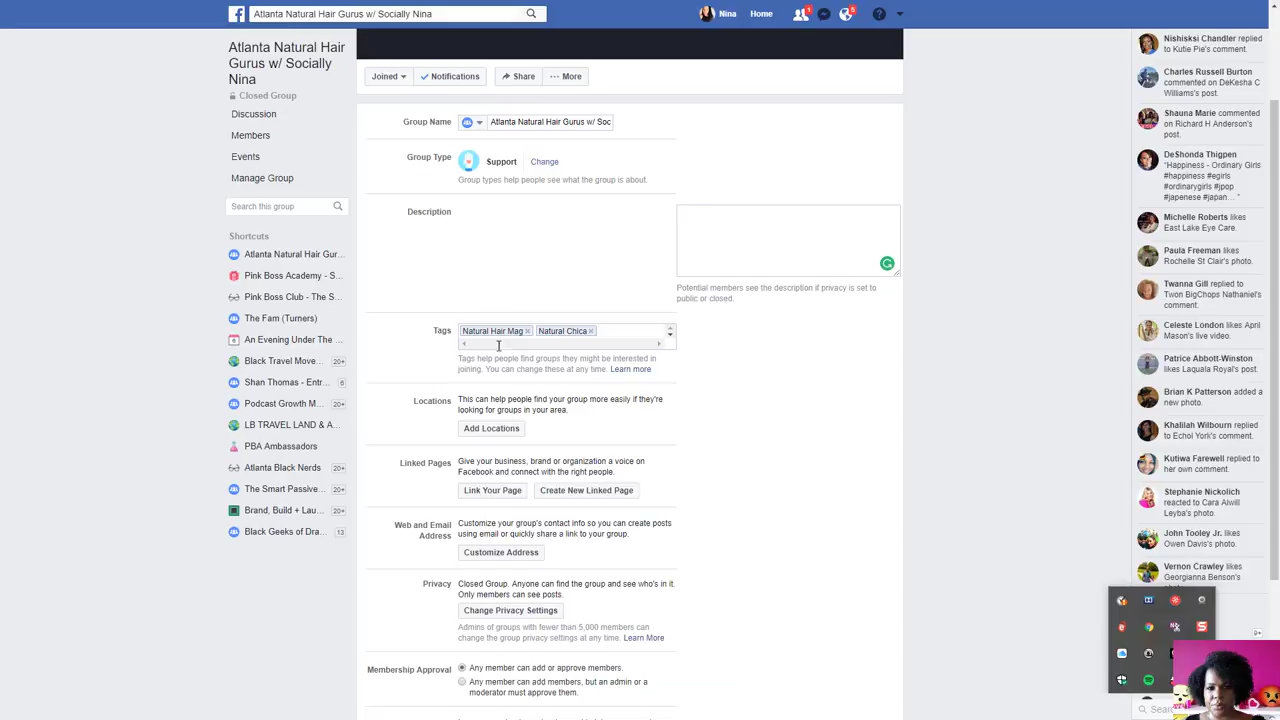 Atlanta Natural Hair Gurus w/ Socially Nina
Nina
Home
1
5
Atlanta Natural Hair
Gurus w/ Socially
Nina
Closed Group
Discussion
Members
Events
Manage Group
Search this group
Shortcuts
Atlanta Natural Hair Gur...
Pink Boss Academy - S...
Pink Boss Club - The S...
The Fam (Turners)
6
An Evening Under The ...
Black Travel Move...
20+
Shan Thomas - Entr...
6
Podcast Growth M...
20+
LB TRAVEL LAND & A...
PBA Ambassadors
Atlanta Black Nerds
20+
The Smart Passive...
20+
Brand, Build + Lau...
20+
Black Geeks of Dra...
13
Joined
Notifications
Share
More
Group Name
Atlanta Natural Hair Gurus w/ Soc
Group Type
Support
Change
Group types help people see what the group is about.
Description
Potential members see the description if privacy is set to
public or closed.
Tags
Natural Hair Mag
Natural Chica
Tags help people find groups they might be interested in
joining. You can change these at any time. Learn more
Locations
This can help people find your group more easily if they're
looking for groups in your area.
Add Locations
Linked Pages
Give your business, brand or organization a voice on
Facebook and connect with the right people.
Link Your Page
Create New Linked Page
Web and Email
Address
Customize your group's contact info so you can create posts
using email or quickly share a link to your group.
Customize Address
Privacy
Closed Group. Anyone can find the group and see who's in it.
Only members can see posts.
Change Privacy Settings
Admins of groups with fewer than 5,000 members can
change the group privacy settings at any time. Learn More
Membership Approval
Any member can add or approve members.
Any member can add members, but an admin or a
moderator must approve them.
Nishiksi Chandler replied
to Kutie Pie's comment.
Charles Russell Burton
commented on DeKesha C
Williams's post.
Shauna Marie commented
on Richard H Anderson's
post.
DeShonda Thigpen
"Happiness - Ordinary Girls
#happiness #egirls
#ordinarygirls #jpop
#japenese #japan... "
Michelle Roberts likes
East Lake Eye Care.
Paula Freeman likes
Rochelle St Clair's photo.
Twanna Gill replied to
Twon BigChops Nathaniel's
comment.
Celeste London likes April
Mason's video.
Patrice Abbott-Winston
likes Laquala Royal's post.
Brian K Patterson added a
new photo.
Khalilah Wilbourn replied
to Echol York's comment.
Kutiwa Farewell replied to
her own comment.
Stephanie Nickolich
reacted to Cara Alwill
Leyba's photo.
John Tooley Jr. likes
Owen Davis's photo.
Vernon Crawley likes
Georgianna Benson's
9+
Searc